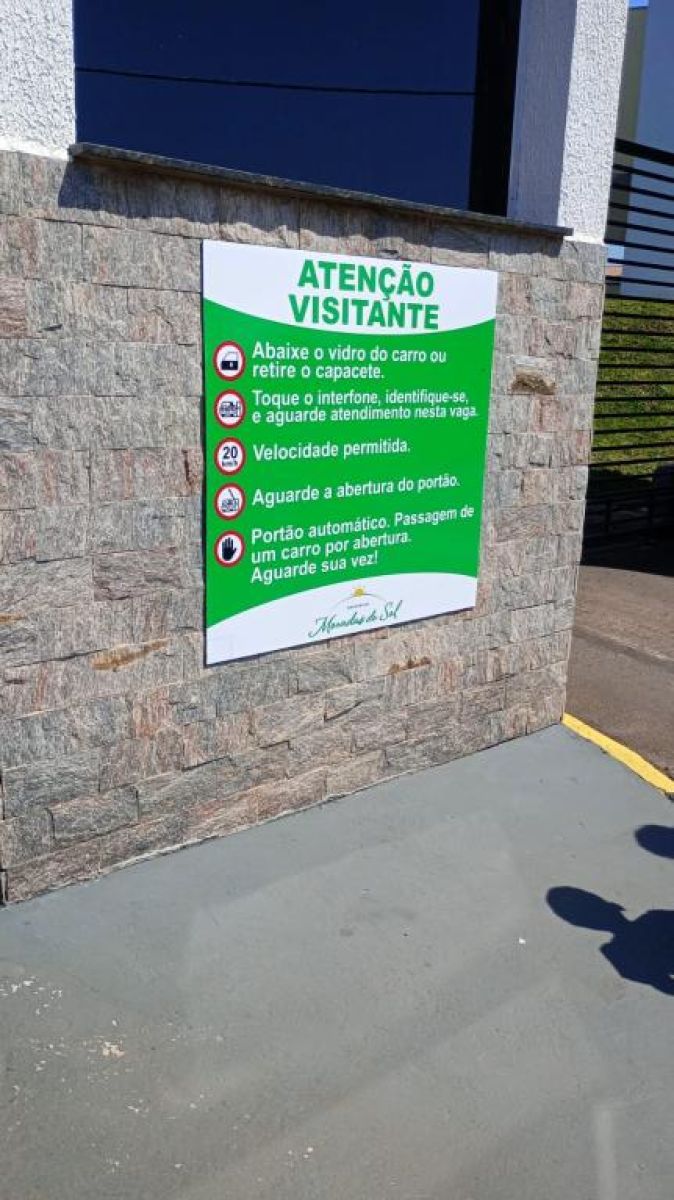 ATENÇÃO
VISITANTE
Abaixe o vidro do carro ou
retire o capacete.
Toque o interfone, identifique-se,
e aguarde atendimento nesta vaga.
20
km/h
Velocidade permitida.
Aguarde a abertura do portão.
Portão automático. Passagem de
um carro por abertura.
Aguarde sua vez!
Moradas do Sol